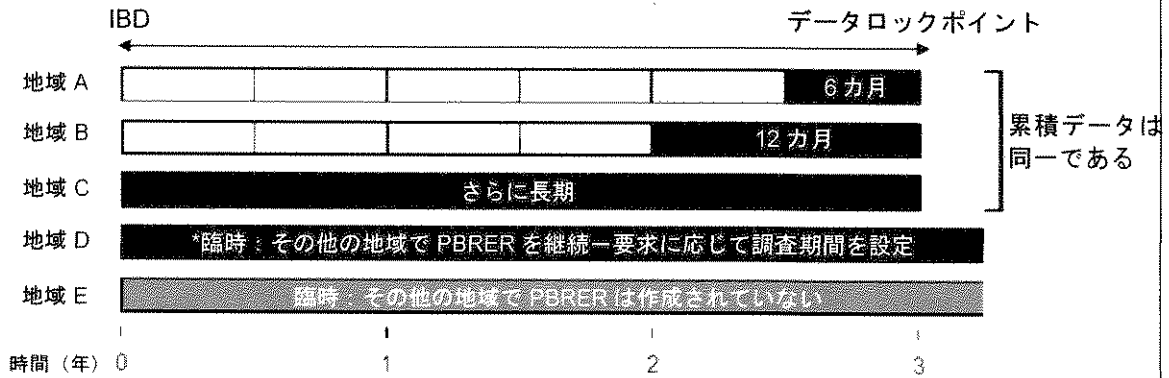 IBD データロックポイント
地域 A 6 カ月
地域 B 12 カ月
累積データは
同一である
地域 C さらに長期
地域 D *臨時：その他の地域で PBRER を継続－要求に応じて調査期間を設定
地域 E 臨時：その他の地域で PBRER は作成されていない
時間（年） 0 1 2 3